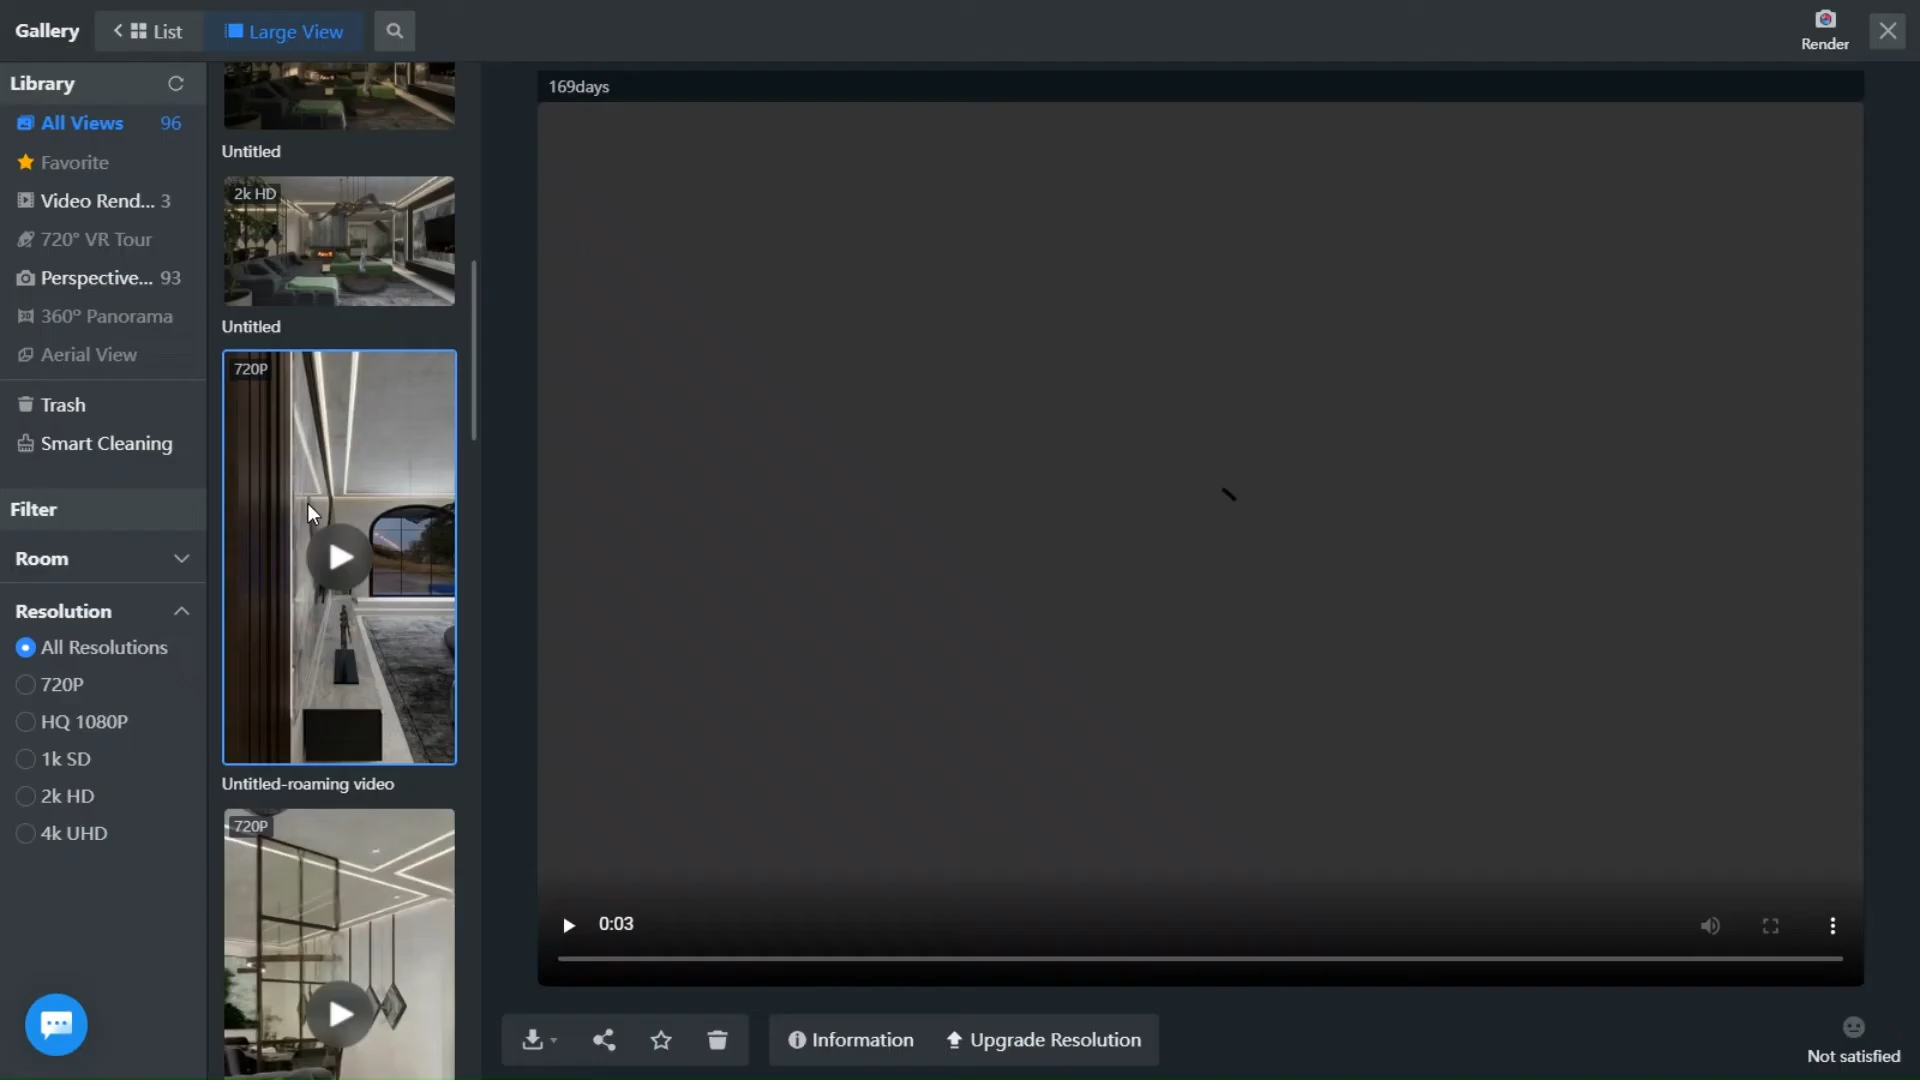 Gallery
List
Large View
Render
Library
169days
All Views 96
Favorite
Video Rend... 3
720° VR Tour
Perspective... 93
360° Panorama
Aerial View
Trash
Smart Cleaning
Filter
Room
Resolution
All Resolutions
720P
HQ 1080P
1k SD
2k HD
4k UHD
Untitled
2k HD
Untitled
720P
Untitled-roaming video
720P
0:03
Information
Upgrade Resolution
Not satisfied